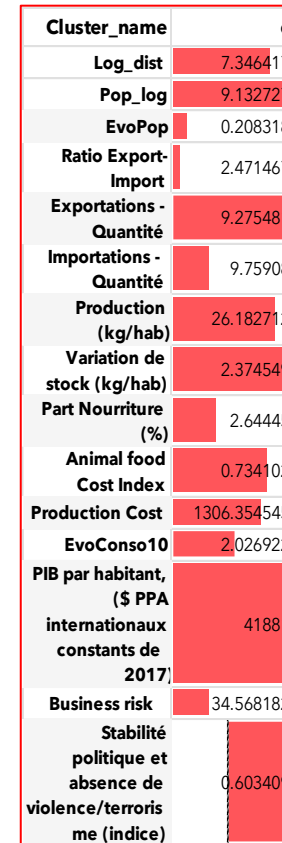 Cluster_name
Log_dist 7.34641
Pop_log 9.13272
EvoPop 0.20831
Ratio Export-
Import 2.47146
Exportations -
Quantité 9.27548
Importations -
Quantité 9.7590
Production
(kg/hab) 26.18271
Variation de
stock (kg/hab) 2.37454
Part Nourriture
(%) 2.6444
Animal food
Cost Index 0.73410
Production Cost 1306.35454
EvoConso10 2.02692
PIB par habitant,
($ PPA
internationaux
constants de
2017) 4188
Business risk 34.56818
Stabilité
politique et
absence de
violence/terroris
me (indice) 0.60340